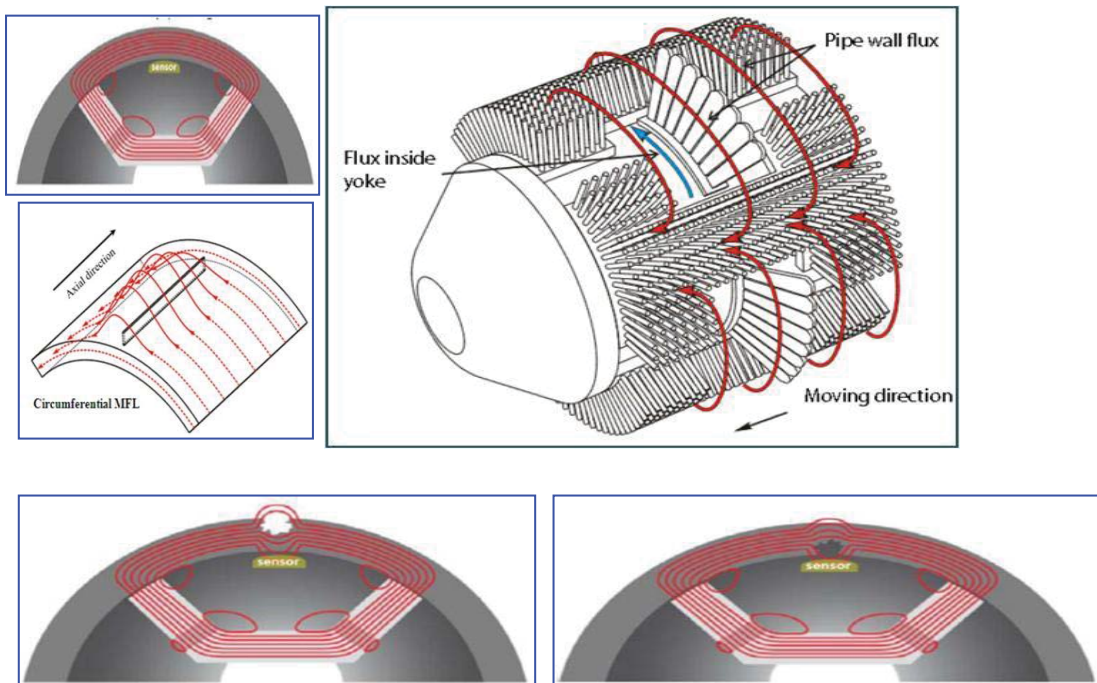 sensor
Pipe wall flux
Flux inside
yoke
Moving direction
Axial direction
Circumferential MFL
sensor
sensor